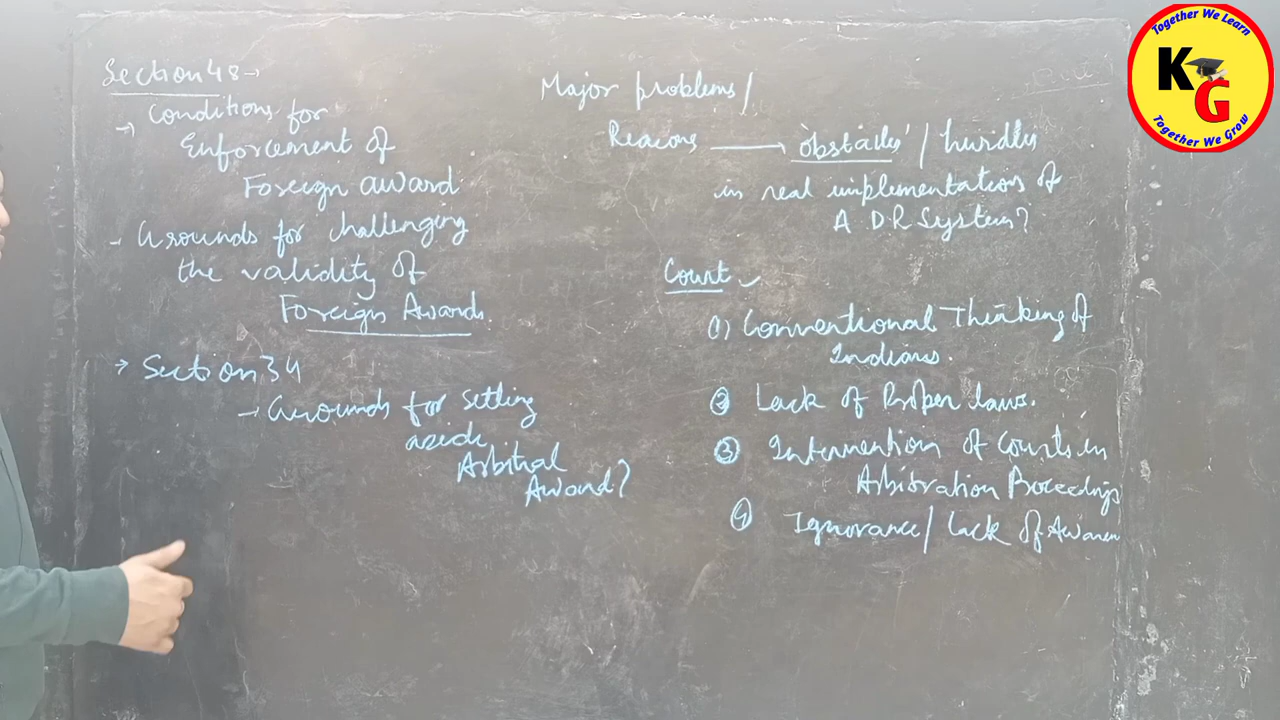 Section 48 →
→ Conditions for
Enforcement of
Foreign award
- Grounds for challenging
the validity of
Foreign Awards.
→ Section 34
→ Grounds for setting
aside
Arbitral
Award?
Major problems /
Reasons → 'obstacles' / hurdles
in real implementation of
A DR System?
Court ✓
(1) Conventional Thinking of
Indians.
② Lack of Proper laws.
③ Intervention of Courts in
Arbitration Proceedings
④ Ignorance / Lack of Awaren
Together We Learn
KG
Together We Grow